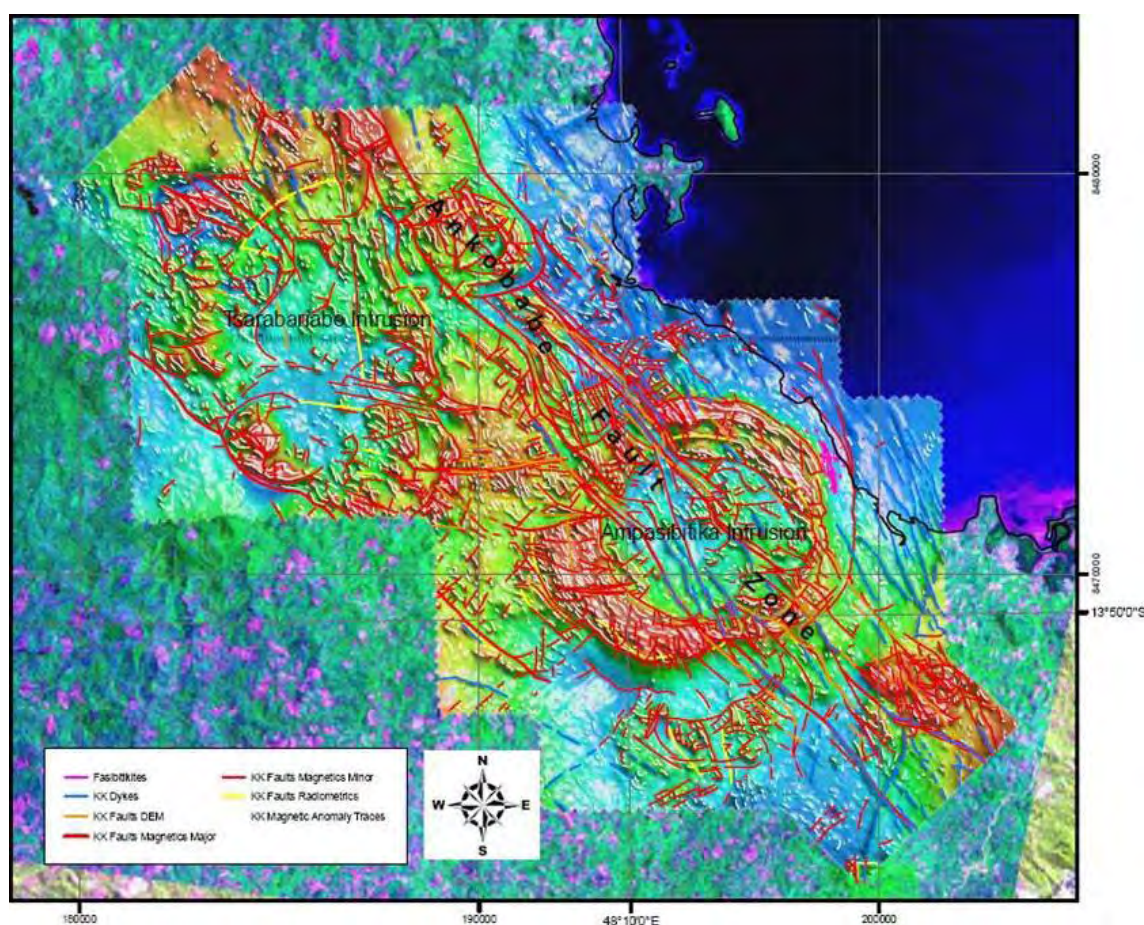 Ankobabe
Fault
Zone
Tsarabariabe Intrusion
Ampasibitika Intrusion
8480000
8470000
13°50'0"S
Fasibitikites
KK Dykes
KK Faults DEM
KK Faults Magnetics Major
KK Faults Magnetics Minor
KK Faults Radiometrics
KK Magnetic Anomaly Traces
N
W
E
S
180000
190000
48°10'0"E
200000